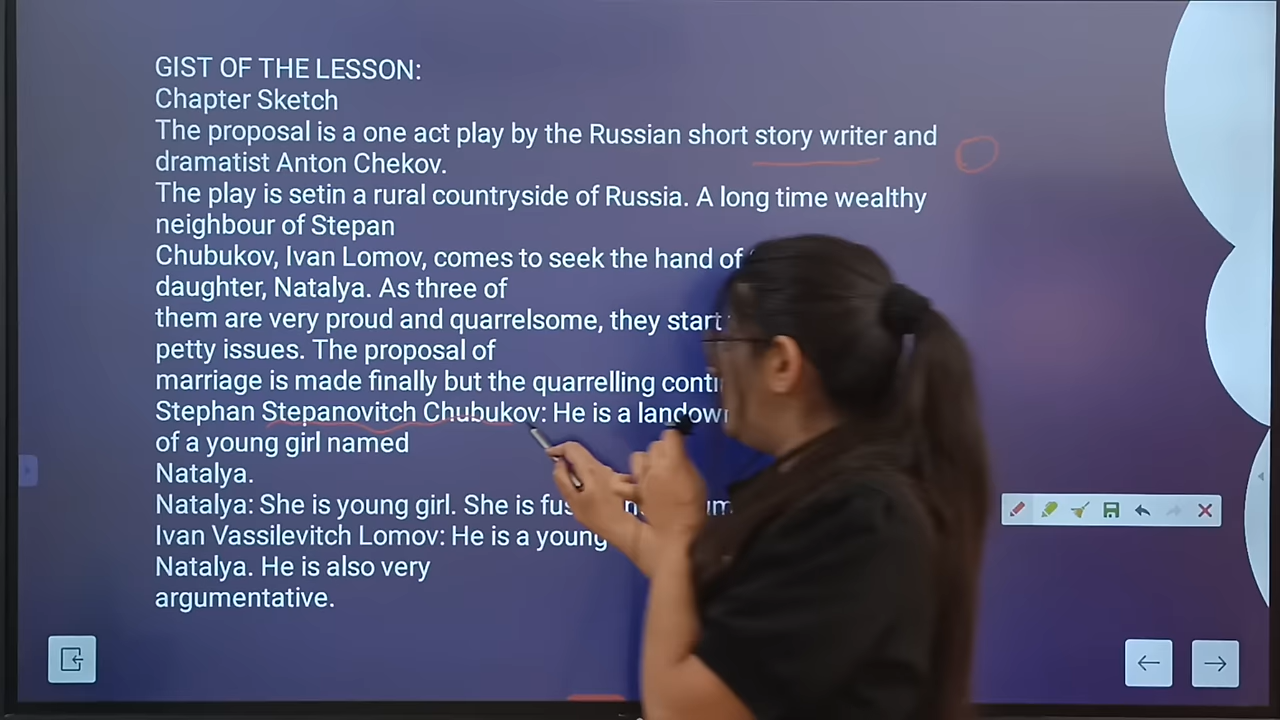 GIST OF THE LESSON:
Chapter Sketch
The proposal is a one act play by the Russian short story writer and
dramatist Anton Chekov.
The play is setin a rural countryside of Russia. A long time wealthy
neighbour of Stepan
Chubukov, Ivan Lomov, comes to seek the hand of
daughter, Natalya. As three of
them are very proud and quarrelsome, they start
petty issues. The proposal of
marriage is made finally but the quarrelling
Stephan Stepanovitch Chubukov: He is a
of a young girl named
Natalya.
Natalya: She is young girl. She is
Ivan Vassilevitch Lomov: He is a young
Natalya. He is also very
argumentative.